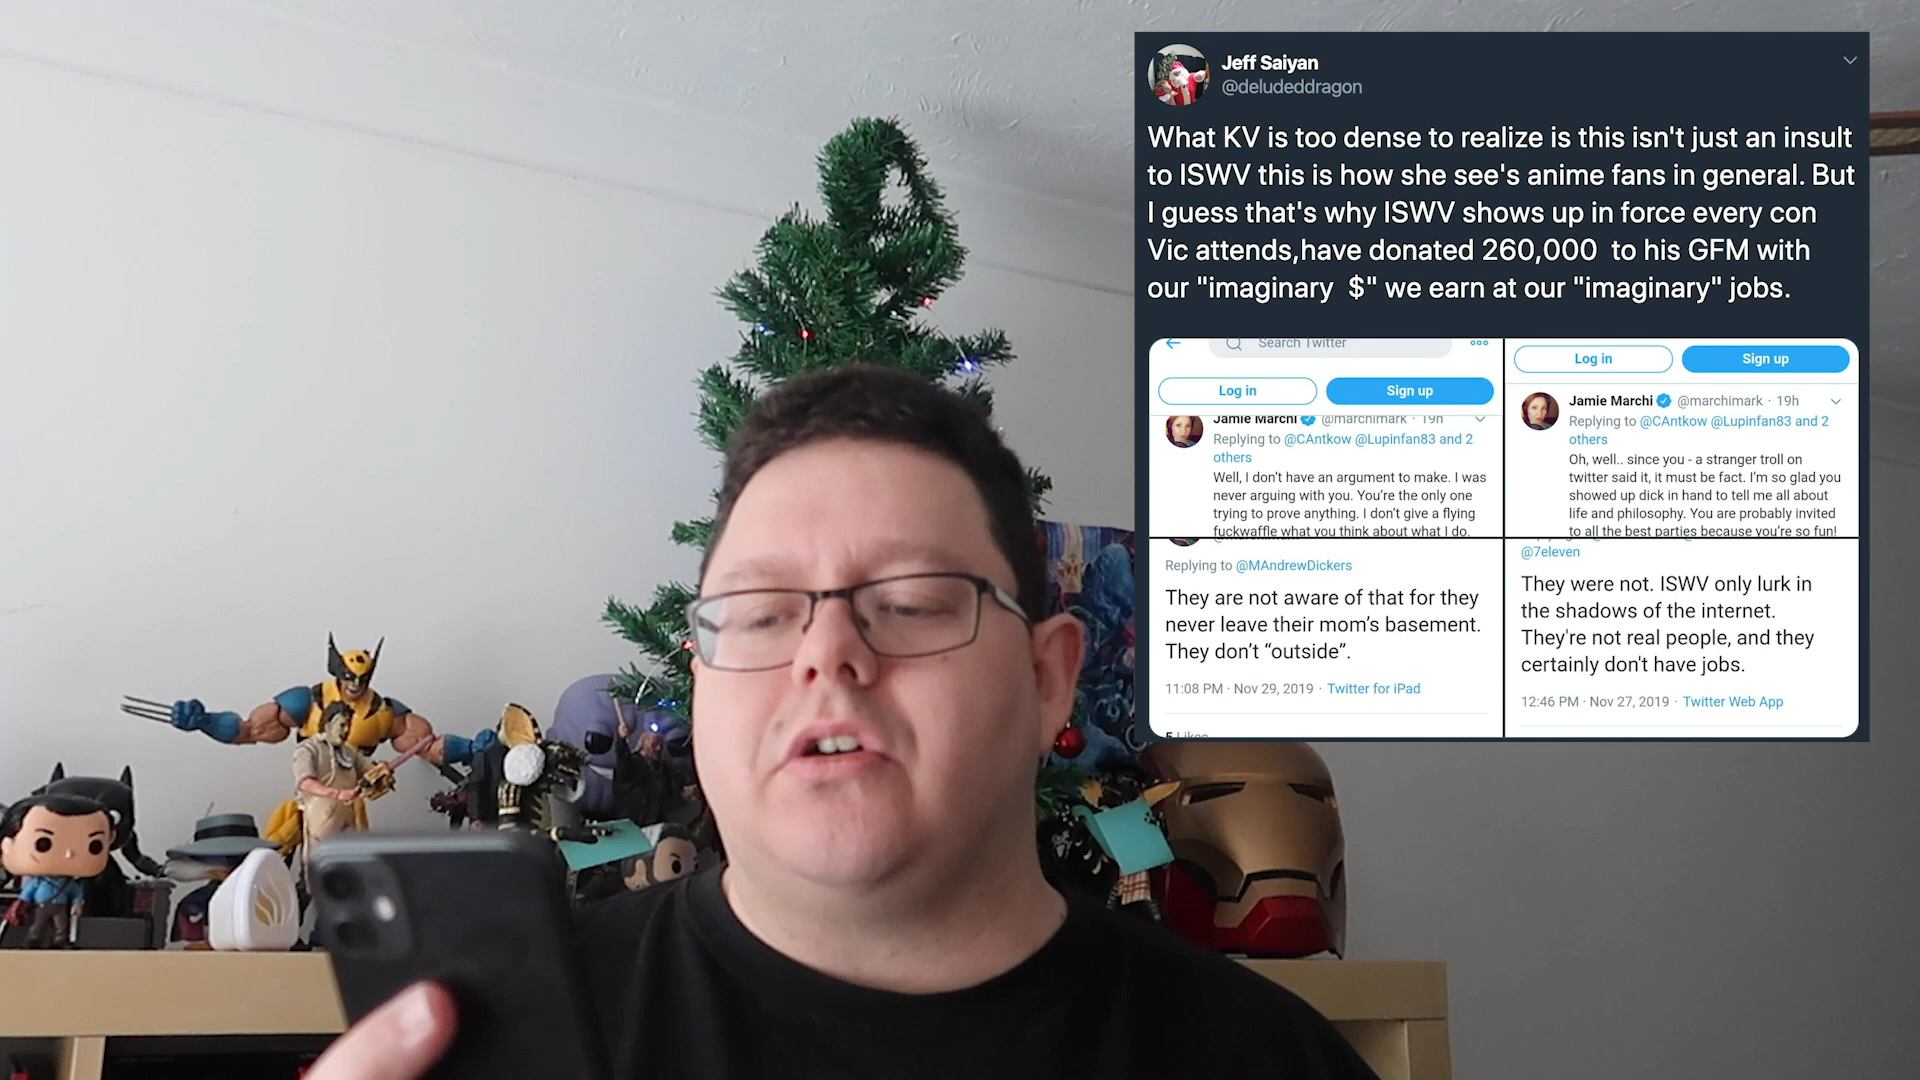 Jeff Saiyan
@deludeddragon
What KV is too dense to realize is this isn't just an insult
to ISWV this is how she see's anime fans in general. But
I guess that's why ISWV shows up in force every con
Vic attends,have donated 260,000 to his GFM with
our "imaginary $" we earn at our "imaginary" jobs.
Search Twitter
Log in Sign up
Jamie Marchi @marchimark · 19h
Replying to @CAntkow @Lupinfan83 and 2
others
Well, I don't have an argument to make. I was
never arguing with you. You're the only one
trying to prove anything. I don't give a flying
fuckwaffle what you think about what I do.
Log in Sign up
Jamie Marchi @marchimark · 19h
Replying to @CAntkow @Lupinfan83 and 2
others
Oh, well.. since you - a stranger troll on
twitter said it, it must be fact. I'm so glad you
showed up dick in hand to tell me all about
life and philosophy. You are probably invited
to all the best parties because you're so fun!
Replying to @MAndrewDickers
They are not aware of that for they
never leave their mom's basement.
They don't “outside”.
11:08 PM · Nov 29, 2019 · Twitter for iPad
5 Likes
@7eleven
They were not. ISWV only lurk in
the shadows of the internet.
They're not real people, and they
certainly don't have jobs.
12:46 PM · Nov 27, 2019 · Twitter Web App